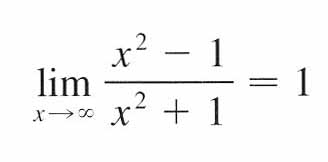 lim x→∞ (x² − 1)/(x² + 1) = 1